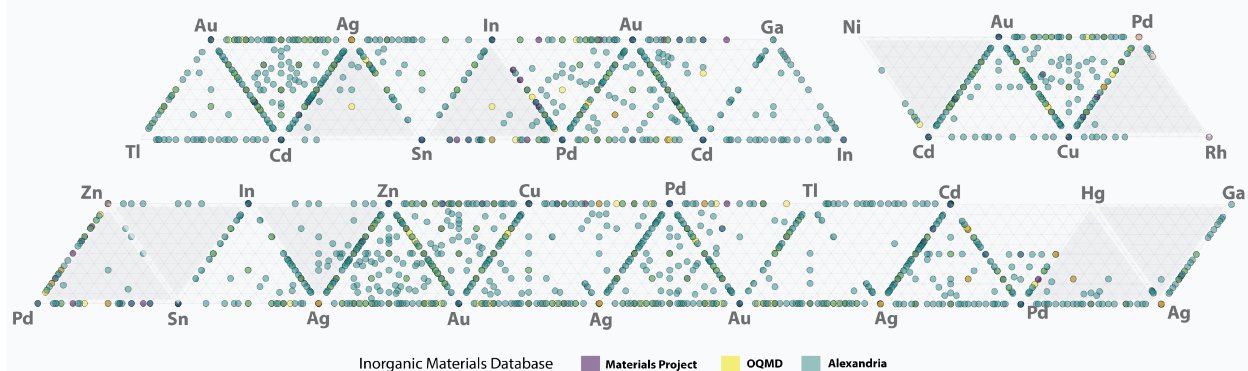 Au Ag In Au Ga
Ni Au Pd
Tl Cd Sn Pd Cd In
Cd Cu Rh
Zn In Zn Cu Pd Tl Cd Hg Ga
Pd Sn Ag Au Ag Au Ag Pd Ag
Inorganic Materials Database Materials Project OQMD Alexandria